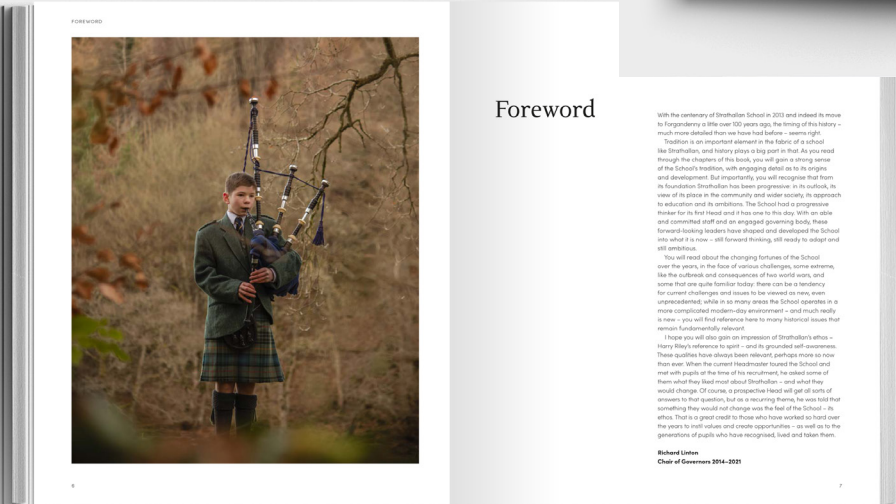 FOREWORD
6
Foreword
With the centenary of Strathallan School in 2013 and indeed its move
to Forgandenny a little over 100 years ago, the timing of this history –
much more detailed than we have had before – seems right.
Tradition is an important element in the fabric of a school
like Strathallan, and history plays a big part in that. As you read
through the chapters of this book, you will gain a strong sense
of the School's tradition, with engaging detail as to its origins
and development. But importantly, you will recognise that from
its foundation Strathallan has been progressive: in its outlook, its
view of its place in the community and wider society, its approach
to education and its ambitions. The School had a progressive
thinker for its first Head and it has one to this day. With an able
and committed staff and an engaged governing body, these
forward-looking leaders have shaped and developed the School
into what it is now – still forward thinking, still ready to adapt and
still ambitious.
You will read about the changing fortunes of the School
over the years, in the face of various challenges, some extreme,
like the outbreak and consequences of two world wars, and
some that are quite familiar today: there can be a tendency
for current challenges and issues to be viewed as new, even
unprecedented; while in so many areas the School operates in a
more complicated modern-day environment – and much really
is new – you will find reference here to many historical issues that
remain fundamentally relevant.
I hope you will also gain an impression of Strathallan's ethos –
Harry Riley's reference to spirit – and its grounded self-awareness.
These qualities have always been relevant, perhaps more so now
than ever. When the current Headmaster toured the School and
met with pupils at the time of his recruitment, he asked some of
them what they liked most about Strathallan – and what they
would change. Of course, a prospective Head will get all sorts of
answers to that question, but as a recurring theme, he was told that
something they would not change was the feel of the School – its
ethos. That is a great credit to those who have worked so hard over
the years to instil values and create opportunities – as well as to the
generations of pupils who have recognised, lived and taken them.
Richard Linton
Chair of Governors 2014–2021
7